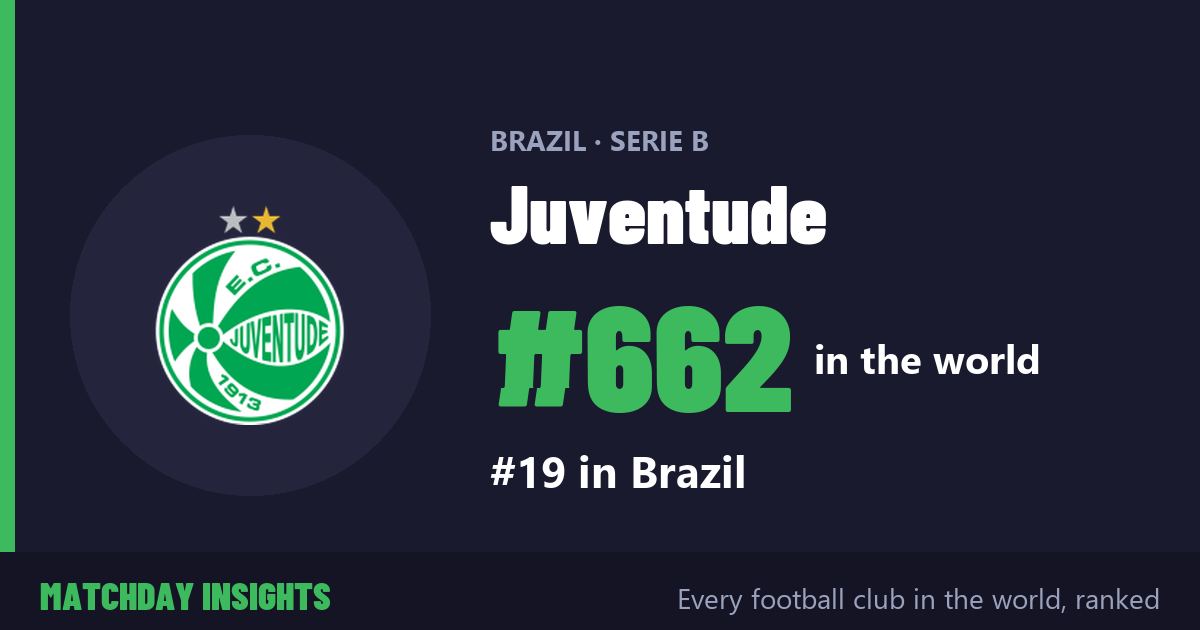 BRAZIL · SERIE B
Juventude
#662 in the world
#19 in Brazil
E.C.
JUVENTUDE
1913
MATCHDAY INSIGHTS
Every football club in the world, ranked